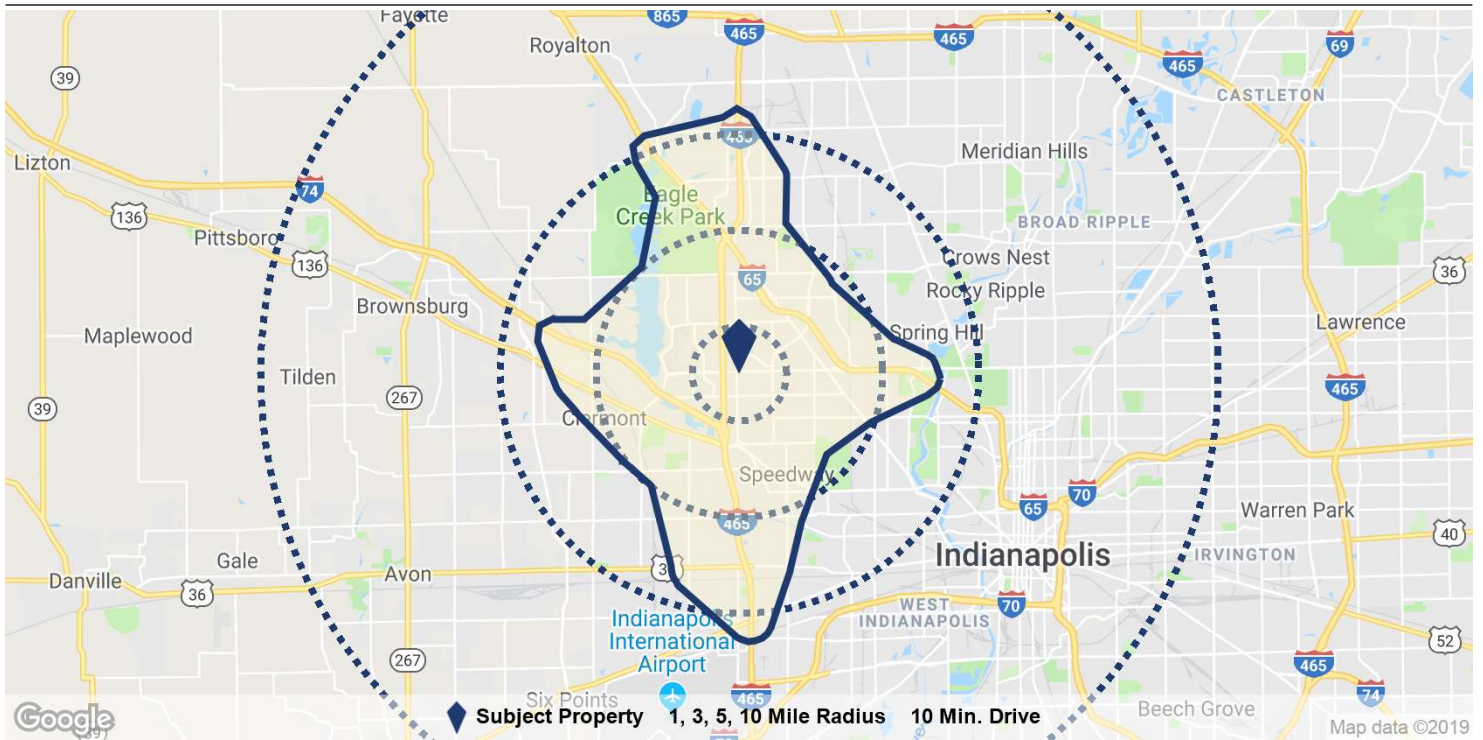 Fayette
865
465
Royalton
465
69
39
465
CASTLETON
465
Meridian Hills
Lizton
74
Eagle
Creek Park
136
BROAD RIPPLE
Pittsboro
136
Crows Nest
36
65
Rocky Ripple
Brownsburg
Maplewood
Spring Hill
Lawrence
Tilden
465
267
39
Clermont
Speedway
70
65
Warren Park
465
Indianapolis
IRVINGTON
40
Gale
Avon
Danville
36
70
WEST
INDIANAPOLIS
Indianapolis
International
Airport
52
267
465
Six Points
465
74
Beech Grove
Google
Subject Property 1, 3, 5, 10 Mile Radius 10 Min. Drive
Map data ©2019